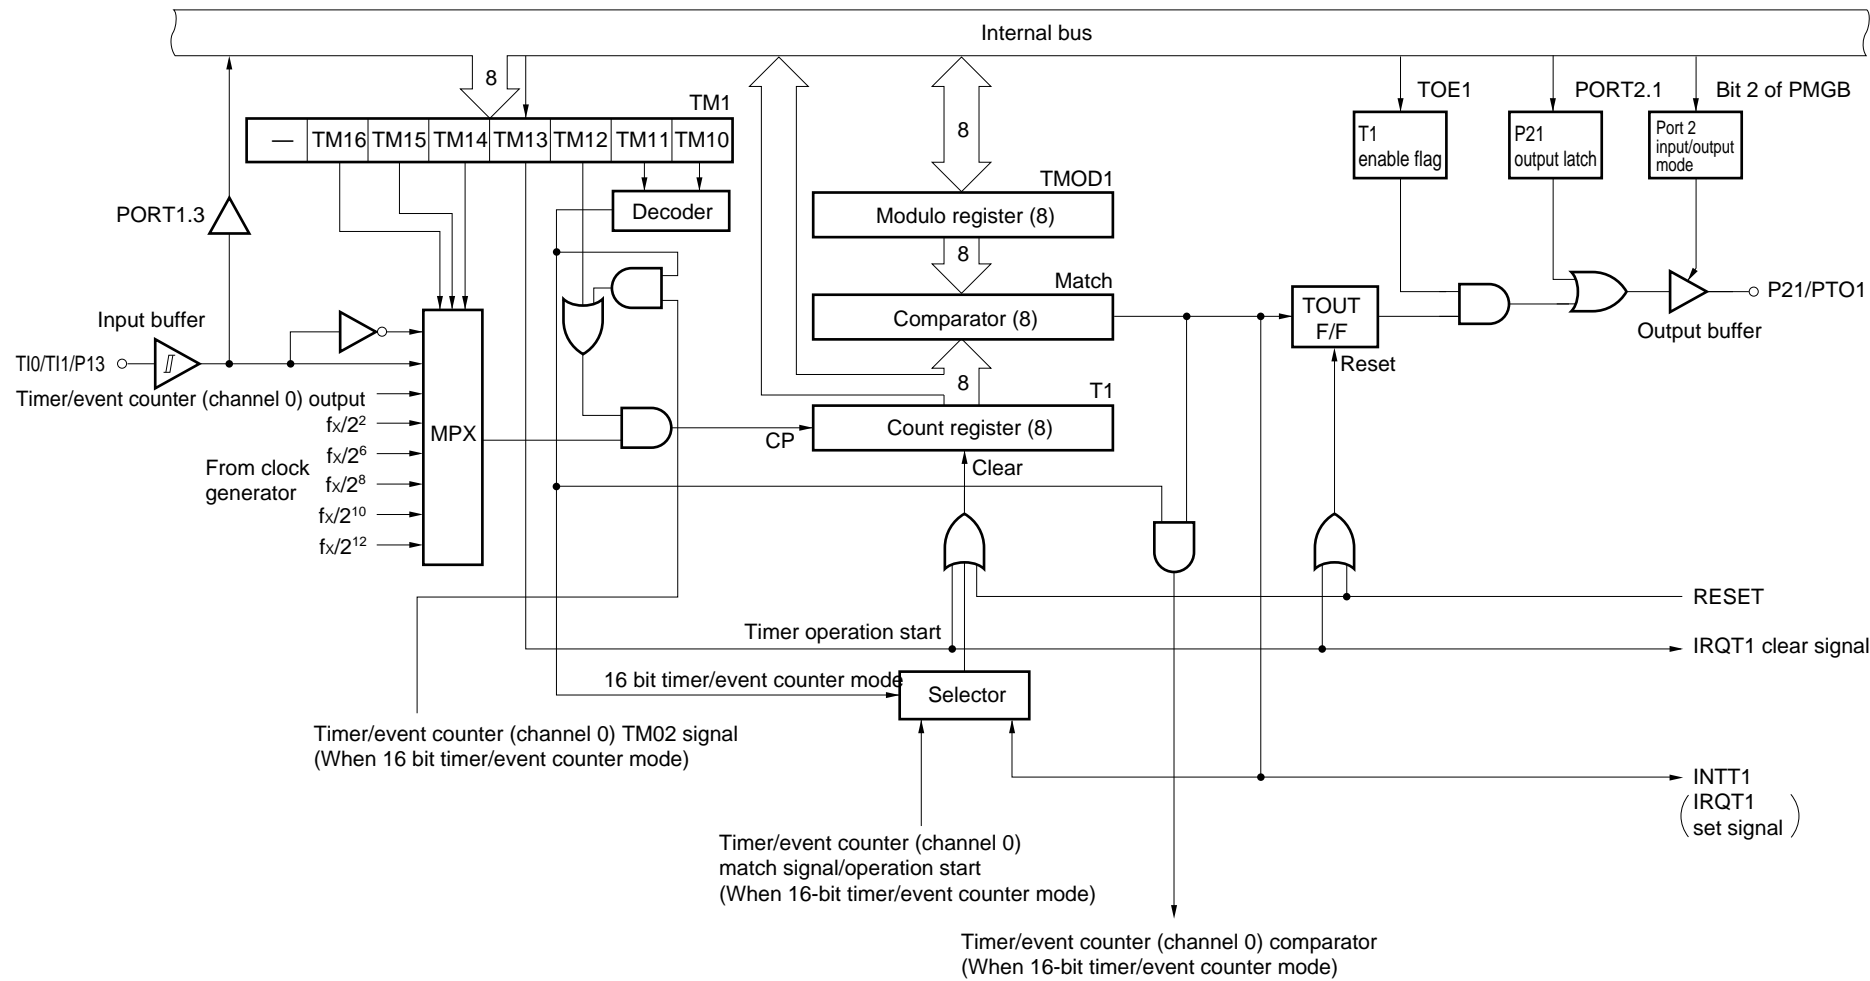 Internal bus
8
TM1
— TM16 TM15 TM14 TM13 TM12 TM11 TM10
Decoder
PORT1.3
Input buffer
TI0/TI1/P13
Timer/event counter (channel 0) output
fX/2²
fX/2⁶
fX/2⁸
fX/2¹⁰
fX/2¹²
From clock
generator
MPX
CP
8
TMOD1
Modulo register (8)
8
Match
Comparator (8)
8
T1
Count register (8)
Clear
TOE1
T1
enable flag
PORT2.1
P21
output latch
Bit 2 of PMGB
Port 2
input/output
mode
TOUT
F/F
Reset
P21/PTO1
Output buffer
RESET
Timer operation start
IRQT1 clear signal
16 bit timer/event counter mode
Selector
Timer/event counter (channel 0) TM02 signal
(When 16 bit timer/event counter mode)
INTT1
(IRQT1
set signal)
Timer/event counter (channel 0)
match signal/operation start
(When 16-bit timer/event counter mode)
Timer/event counter (channel 0) comparator
(When 16-bit timer/event counter mode)